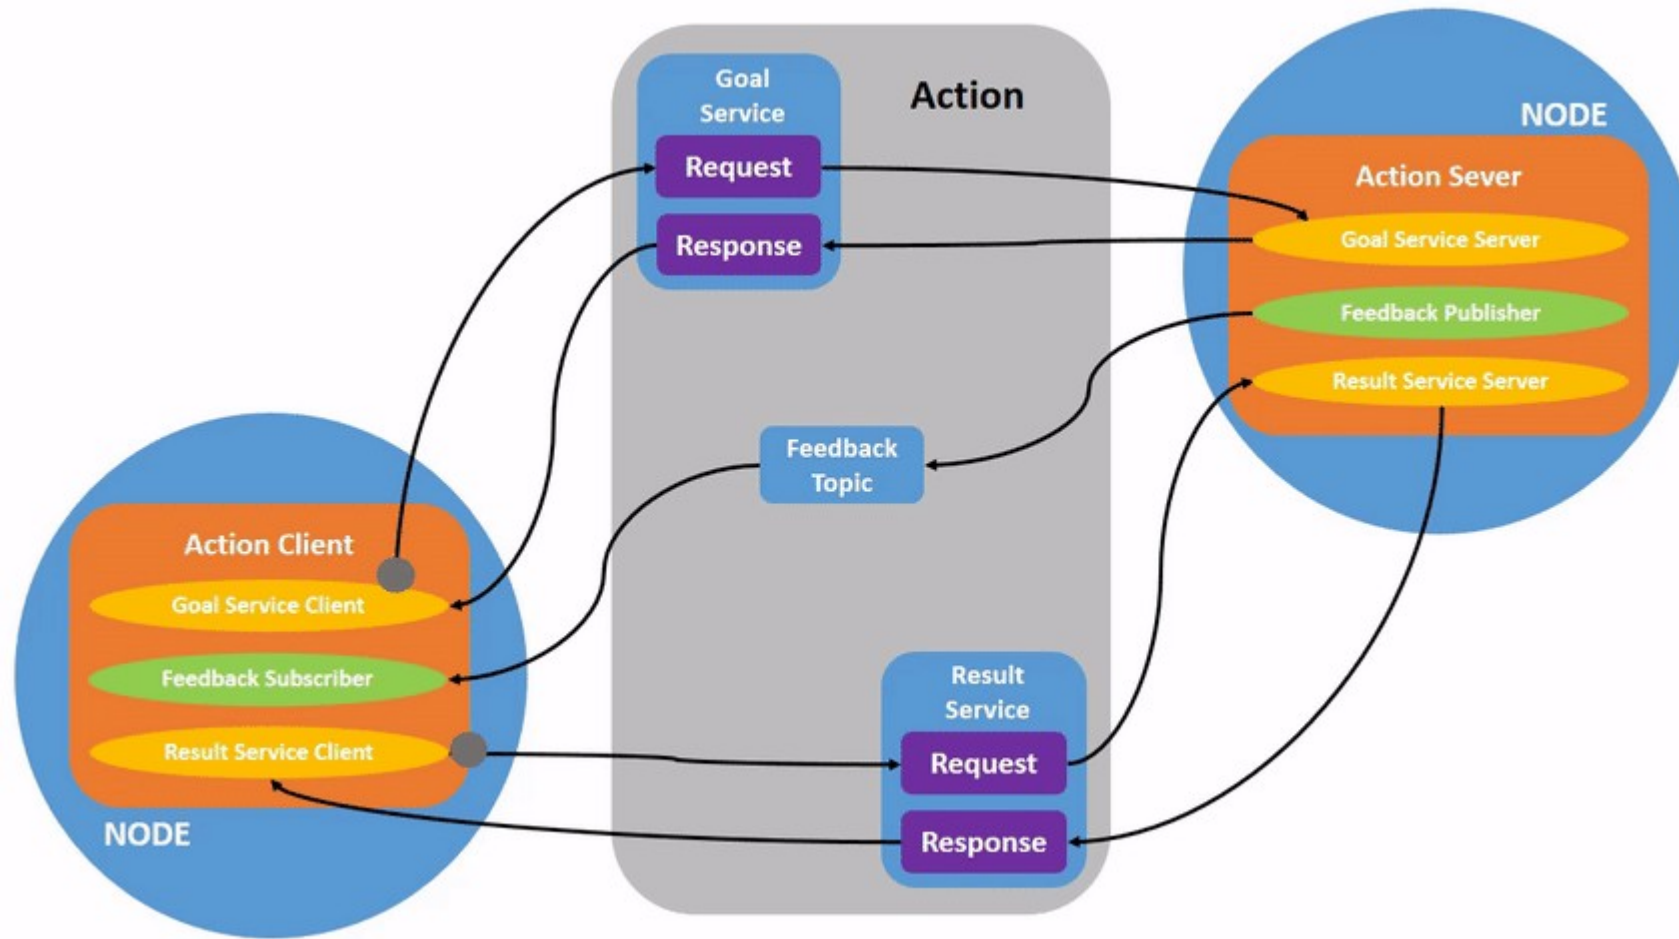 Goal
Service
Request
Response
Action
NODE
Action Sever
Goal Service Server
Feedback Publisher
Result Service Server
Feedback
Topic
Action Client
Goal Service Client
Feedback Subscriber
Result Service Client
NODE
Result
Service
Request
Response